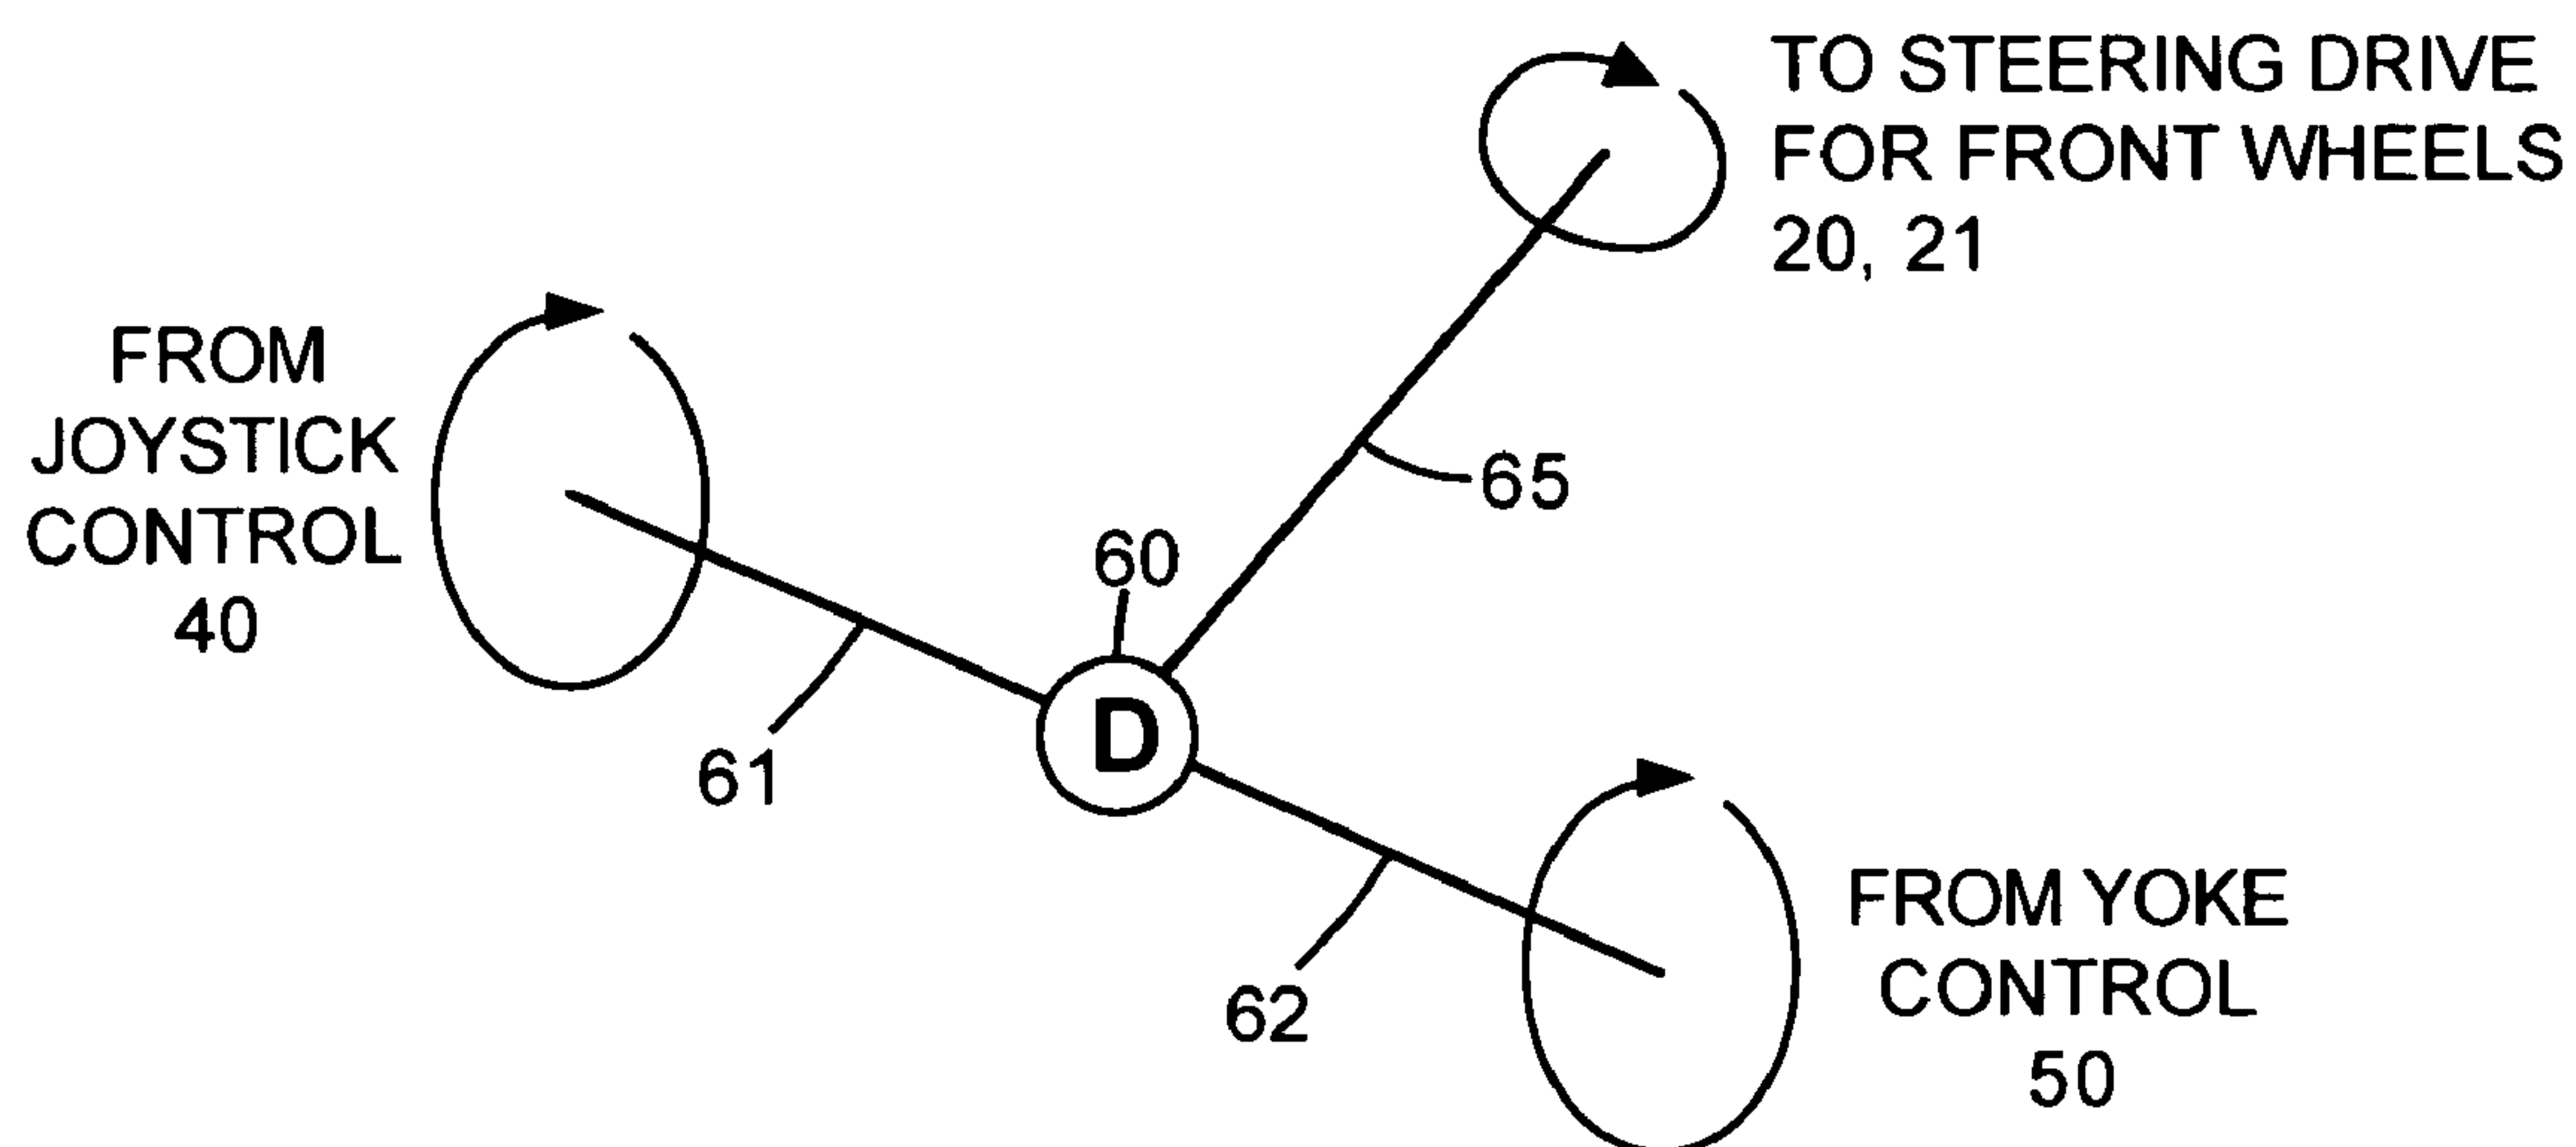 TO STEERING DRIVE
FOR FRONT WHEELS
20, 21
FROM
JOYSTICK
CONTROL
40
65
60
D
61
62
FROM YOKE
CONTROL
50